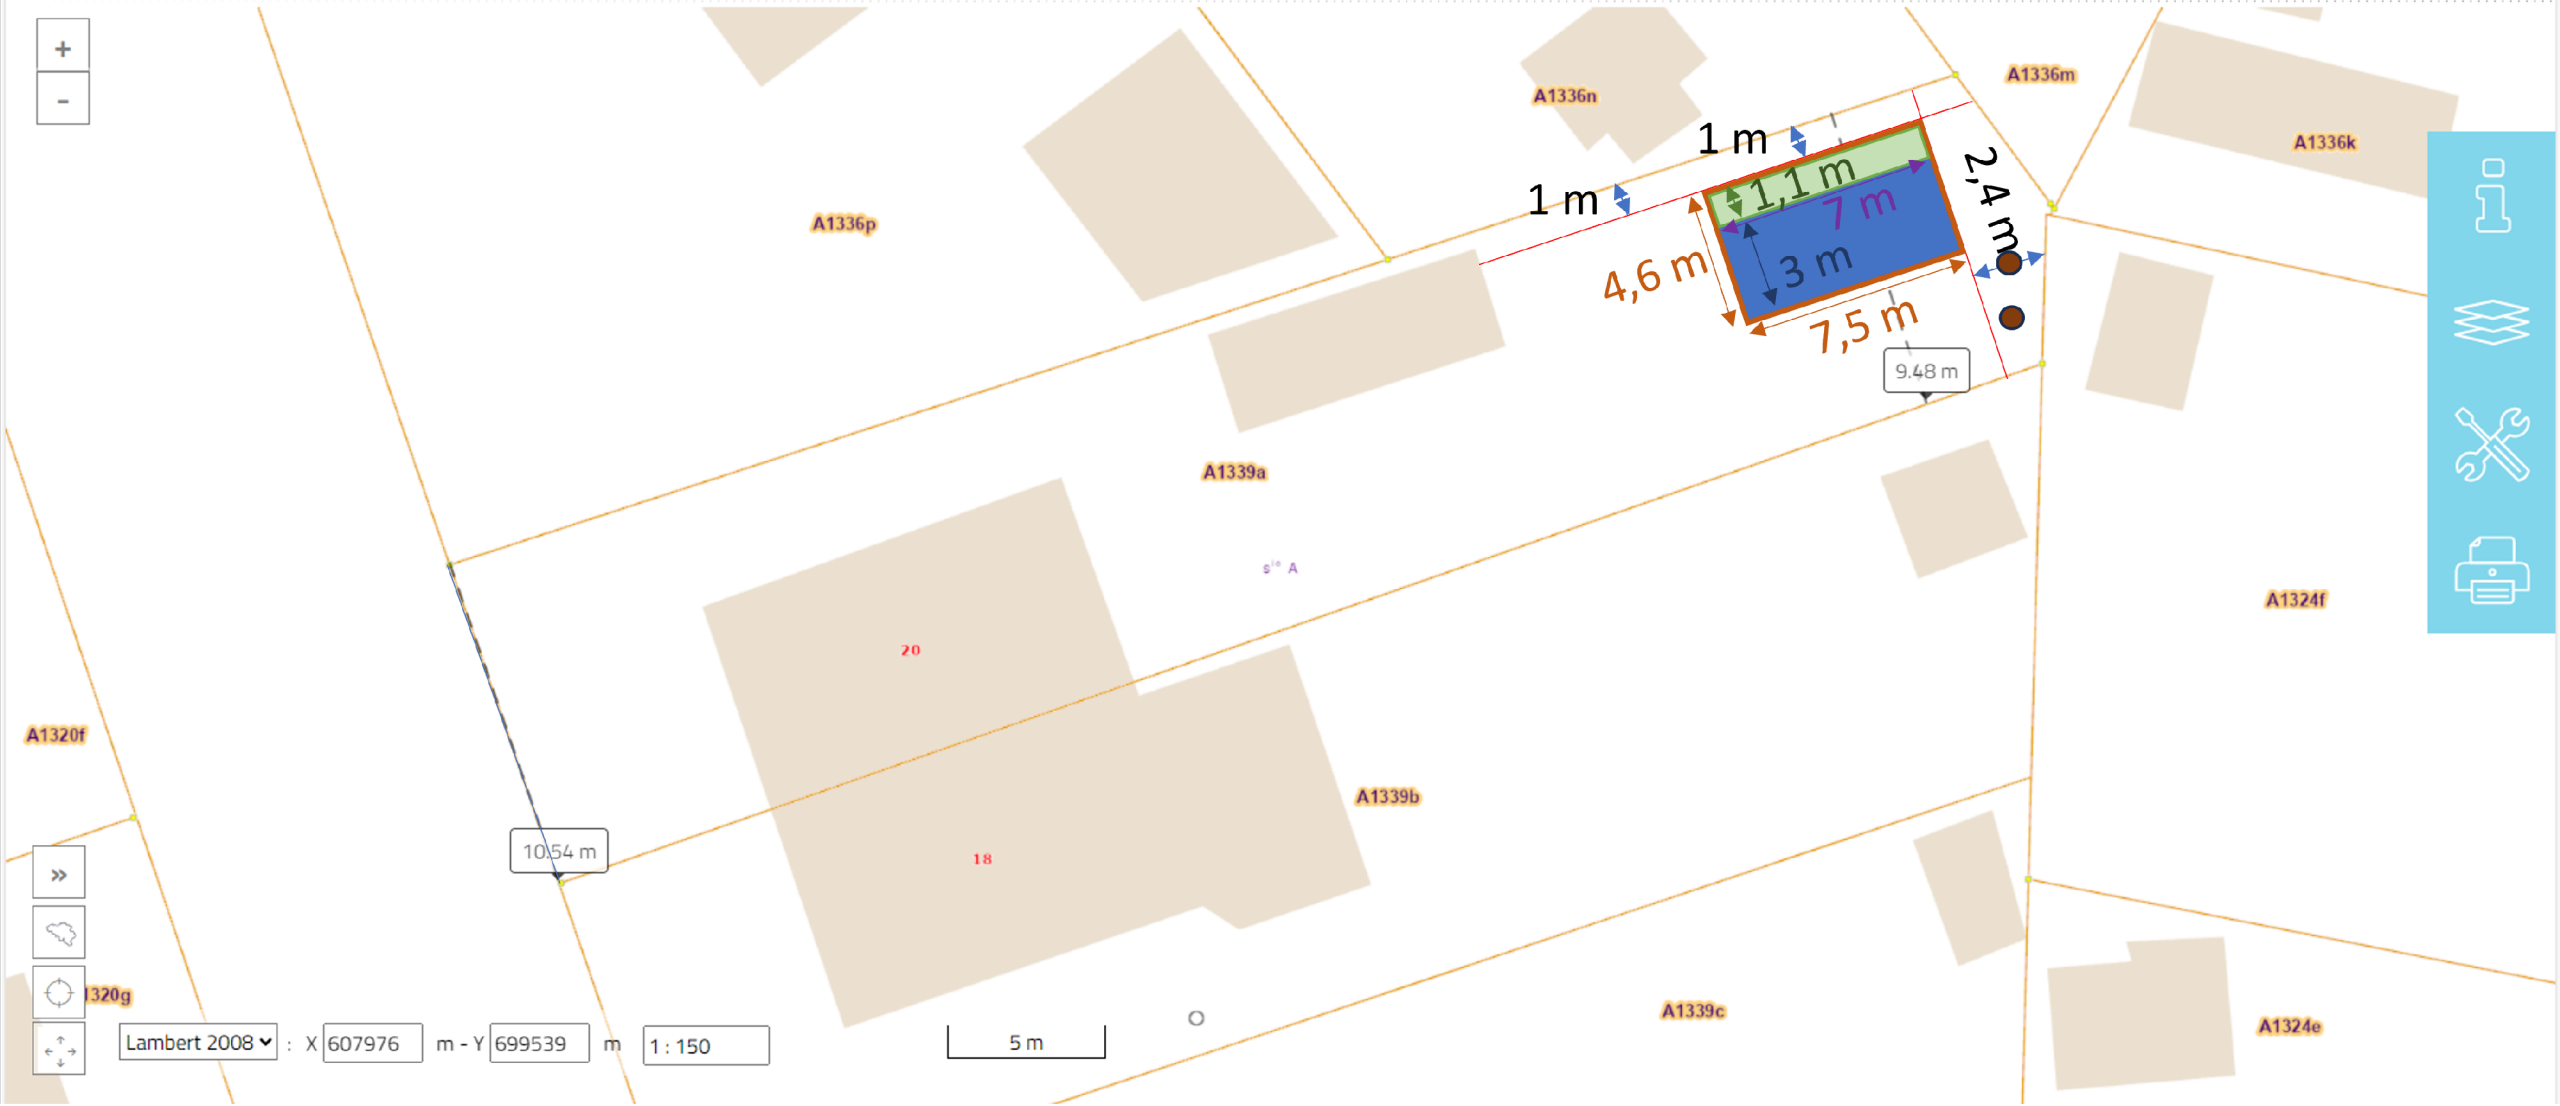 +
-
A1336m
A1336n
A1336k
1 m
1,1 m
2,4 m
1 m
7 m
A1336p
3 m
4,6 m
7,5 m
9.48 m
A1339a
sie A
A1324f
20
A1320f
A1339b
10.54 m
18
»
1320g
A1339c
A1324e
Lambert 2008 : X 607976 m - Y 699539 m 1 : 150
5 m